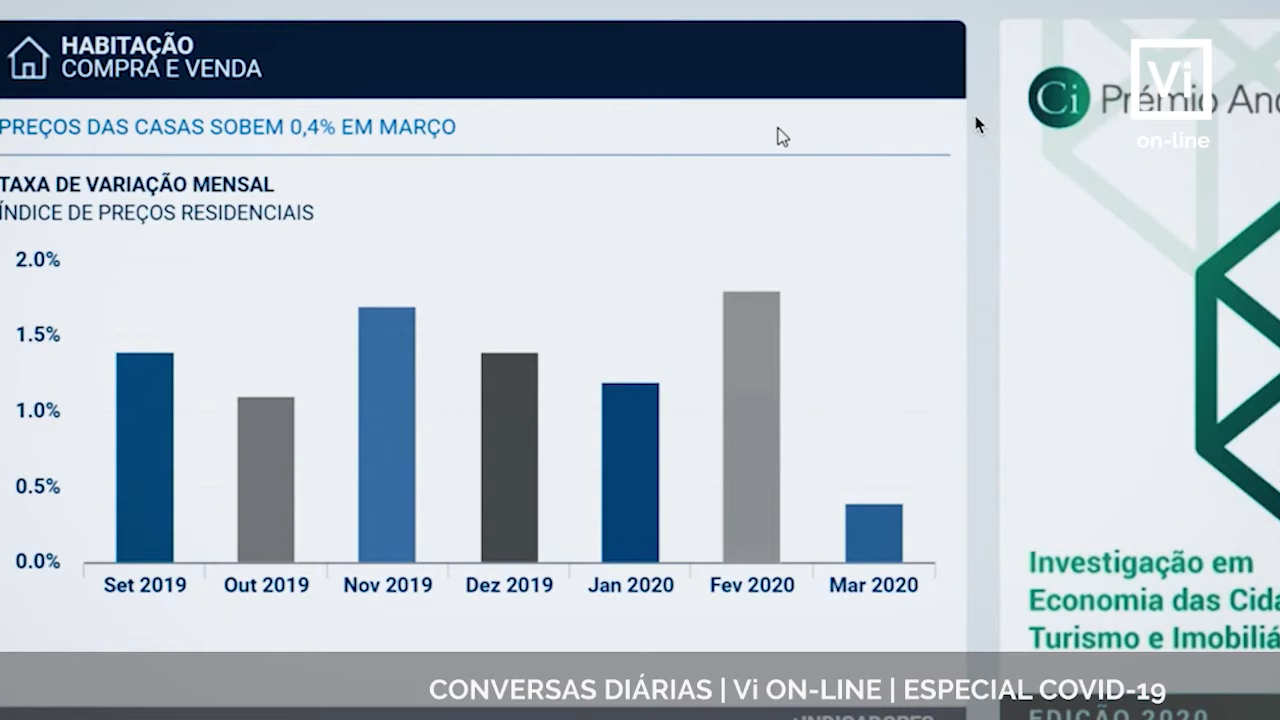 HABITAÇÃO
COMPRA E VENDA
PREÇOS DAS CASAS SOBEM 0,4% EM MARÇO
TAXA DE VARIAÇÃO MENSAL
ÍNDICE DE PREÇOS RESIDENCIAIS
2.0%
1.5%
1.0%
0.5%
0.0%
Set 2019
Out 2019
Nov 2019
Dez 2019
Jan 2020
Fev 2020
Mar 2020
Ci Prémio
Vi
on-line
Investigação em
Economia das
Turismo e
CONVERSAS DIÁRIAS | Vi ON-LINE | ESPECIAL COVID-19
EDIÇÃO 2020